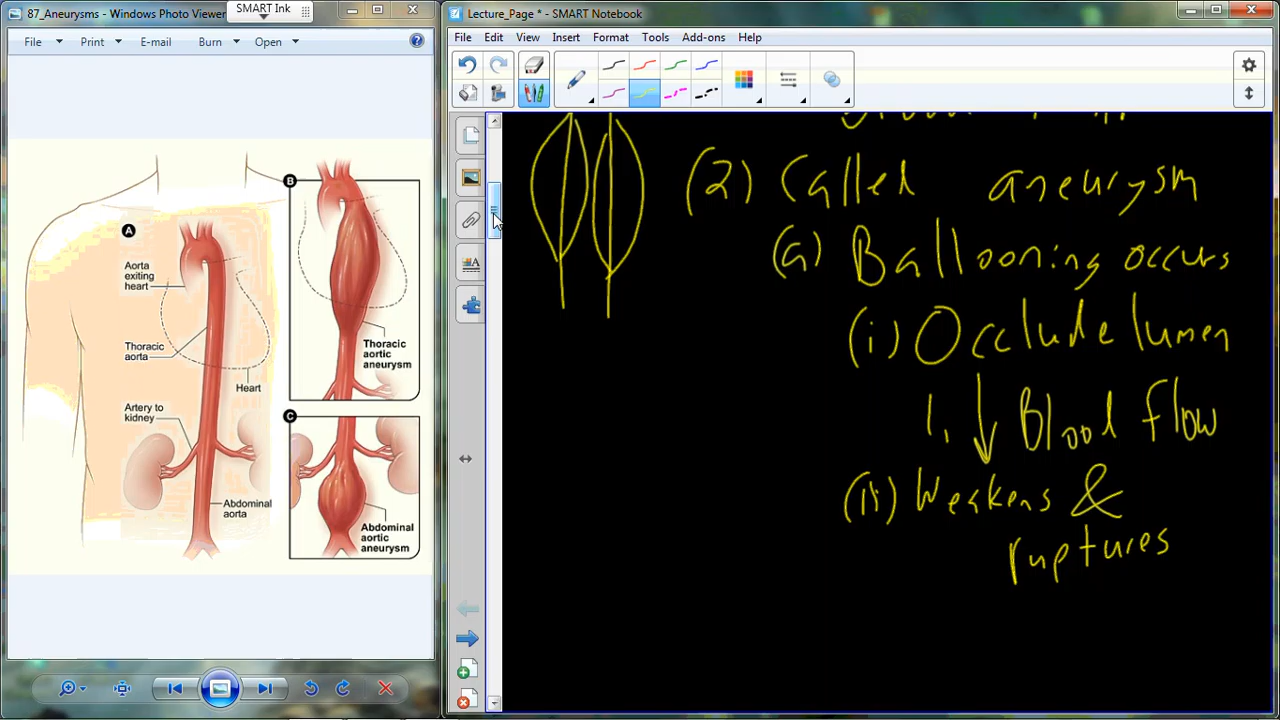 87_Aneurysms - Windows Photo Viewer
SMART Ink
File Print E-mail Burn Open
A
Aorta
exiting
heart
Thoracic
aorta
Heart
Artery to
kidney
Abdominal
aorta
B
Thoracic
aortic
aneurysm
C
Abdominal
aortic
aneurysm
Lecture_Page * - SMART Notebook
File Edit View Insert Format Tools Add-ons Help
(2) Called aneurysm
(a) Ballooning occurs
(i) Occlude lumen
1. ↓ Blood flow
(ii) Weakens &
ruptures